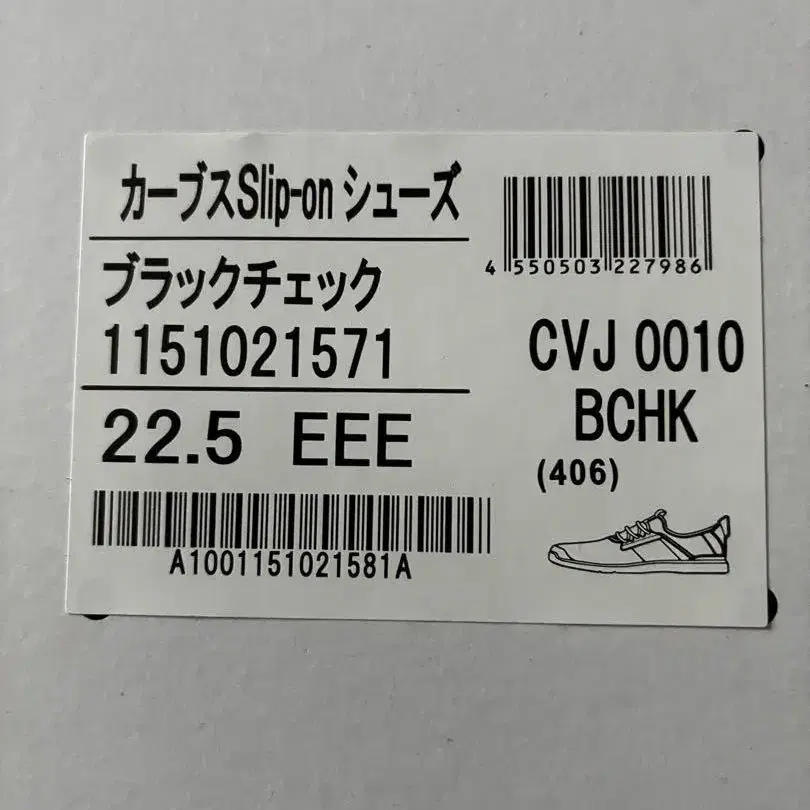 カーブスSlip-on シューズ
ブラックチェック
1151021571
22.5 EEE
A1001151021581A
4 550503 227986
CVJ 0010
BCHK
(406)